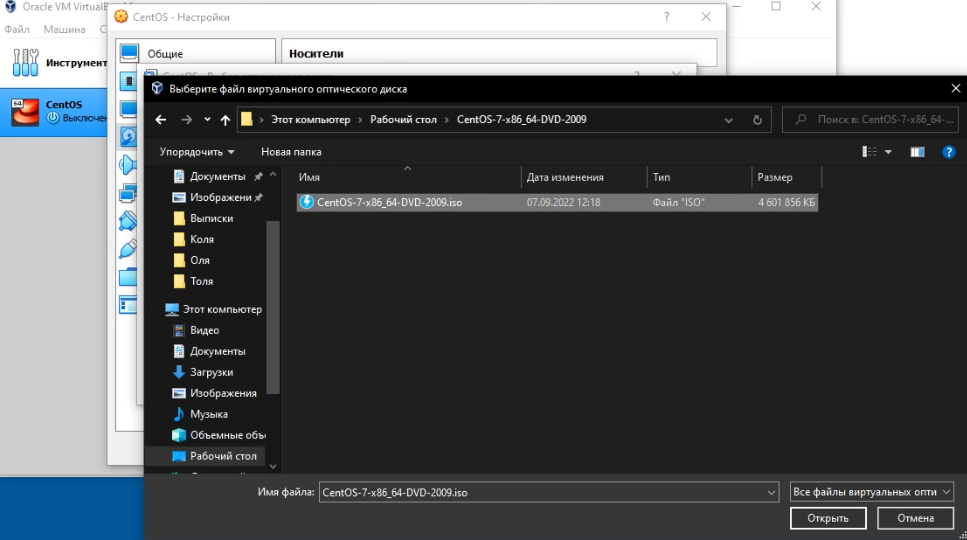 Oracle VM VirtualB
Файл Машина С
CentOS - Настройки
?
Инструмент
Общие
Носители
CentOS
64
Выключен
Выберите файл виртуального оптического диска
Этот компьютер › Рабочий стол › CentOS-7-x86_64-DVD-2009
Поиск в: CentOS-7-x86_64-...
Упорядочить
Новая папка
?
Имя
Дата изменения
Тип
Размер
CentOS-7-x86_64-DVD-2009.iso
07.09.2022 12:18
Файл "ISO"
4 601 856 КБ
Документы
Изображени
Выписки
Коля
Оля
Толя
Этот компьютер
Видео
Документы
Загрузки
Изображения
Музыка
Объемные объ
Рабочий стол
Имя файла:
CentOS-7-x86_64-DVD-2009.iso
Все файлы виртуальных опти
Открыть
Отмена